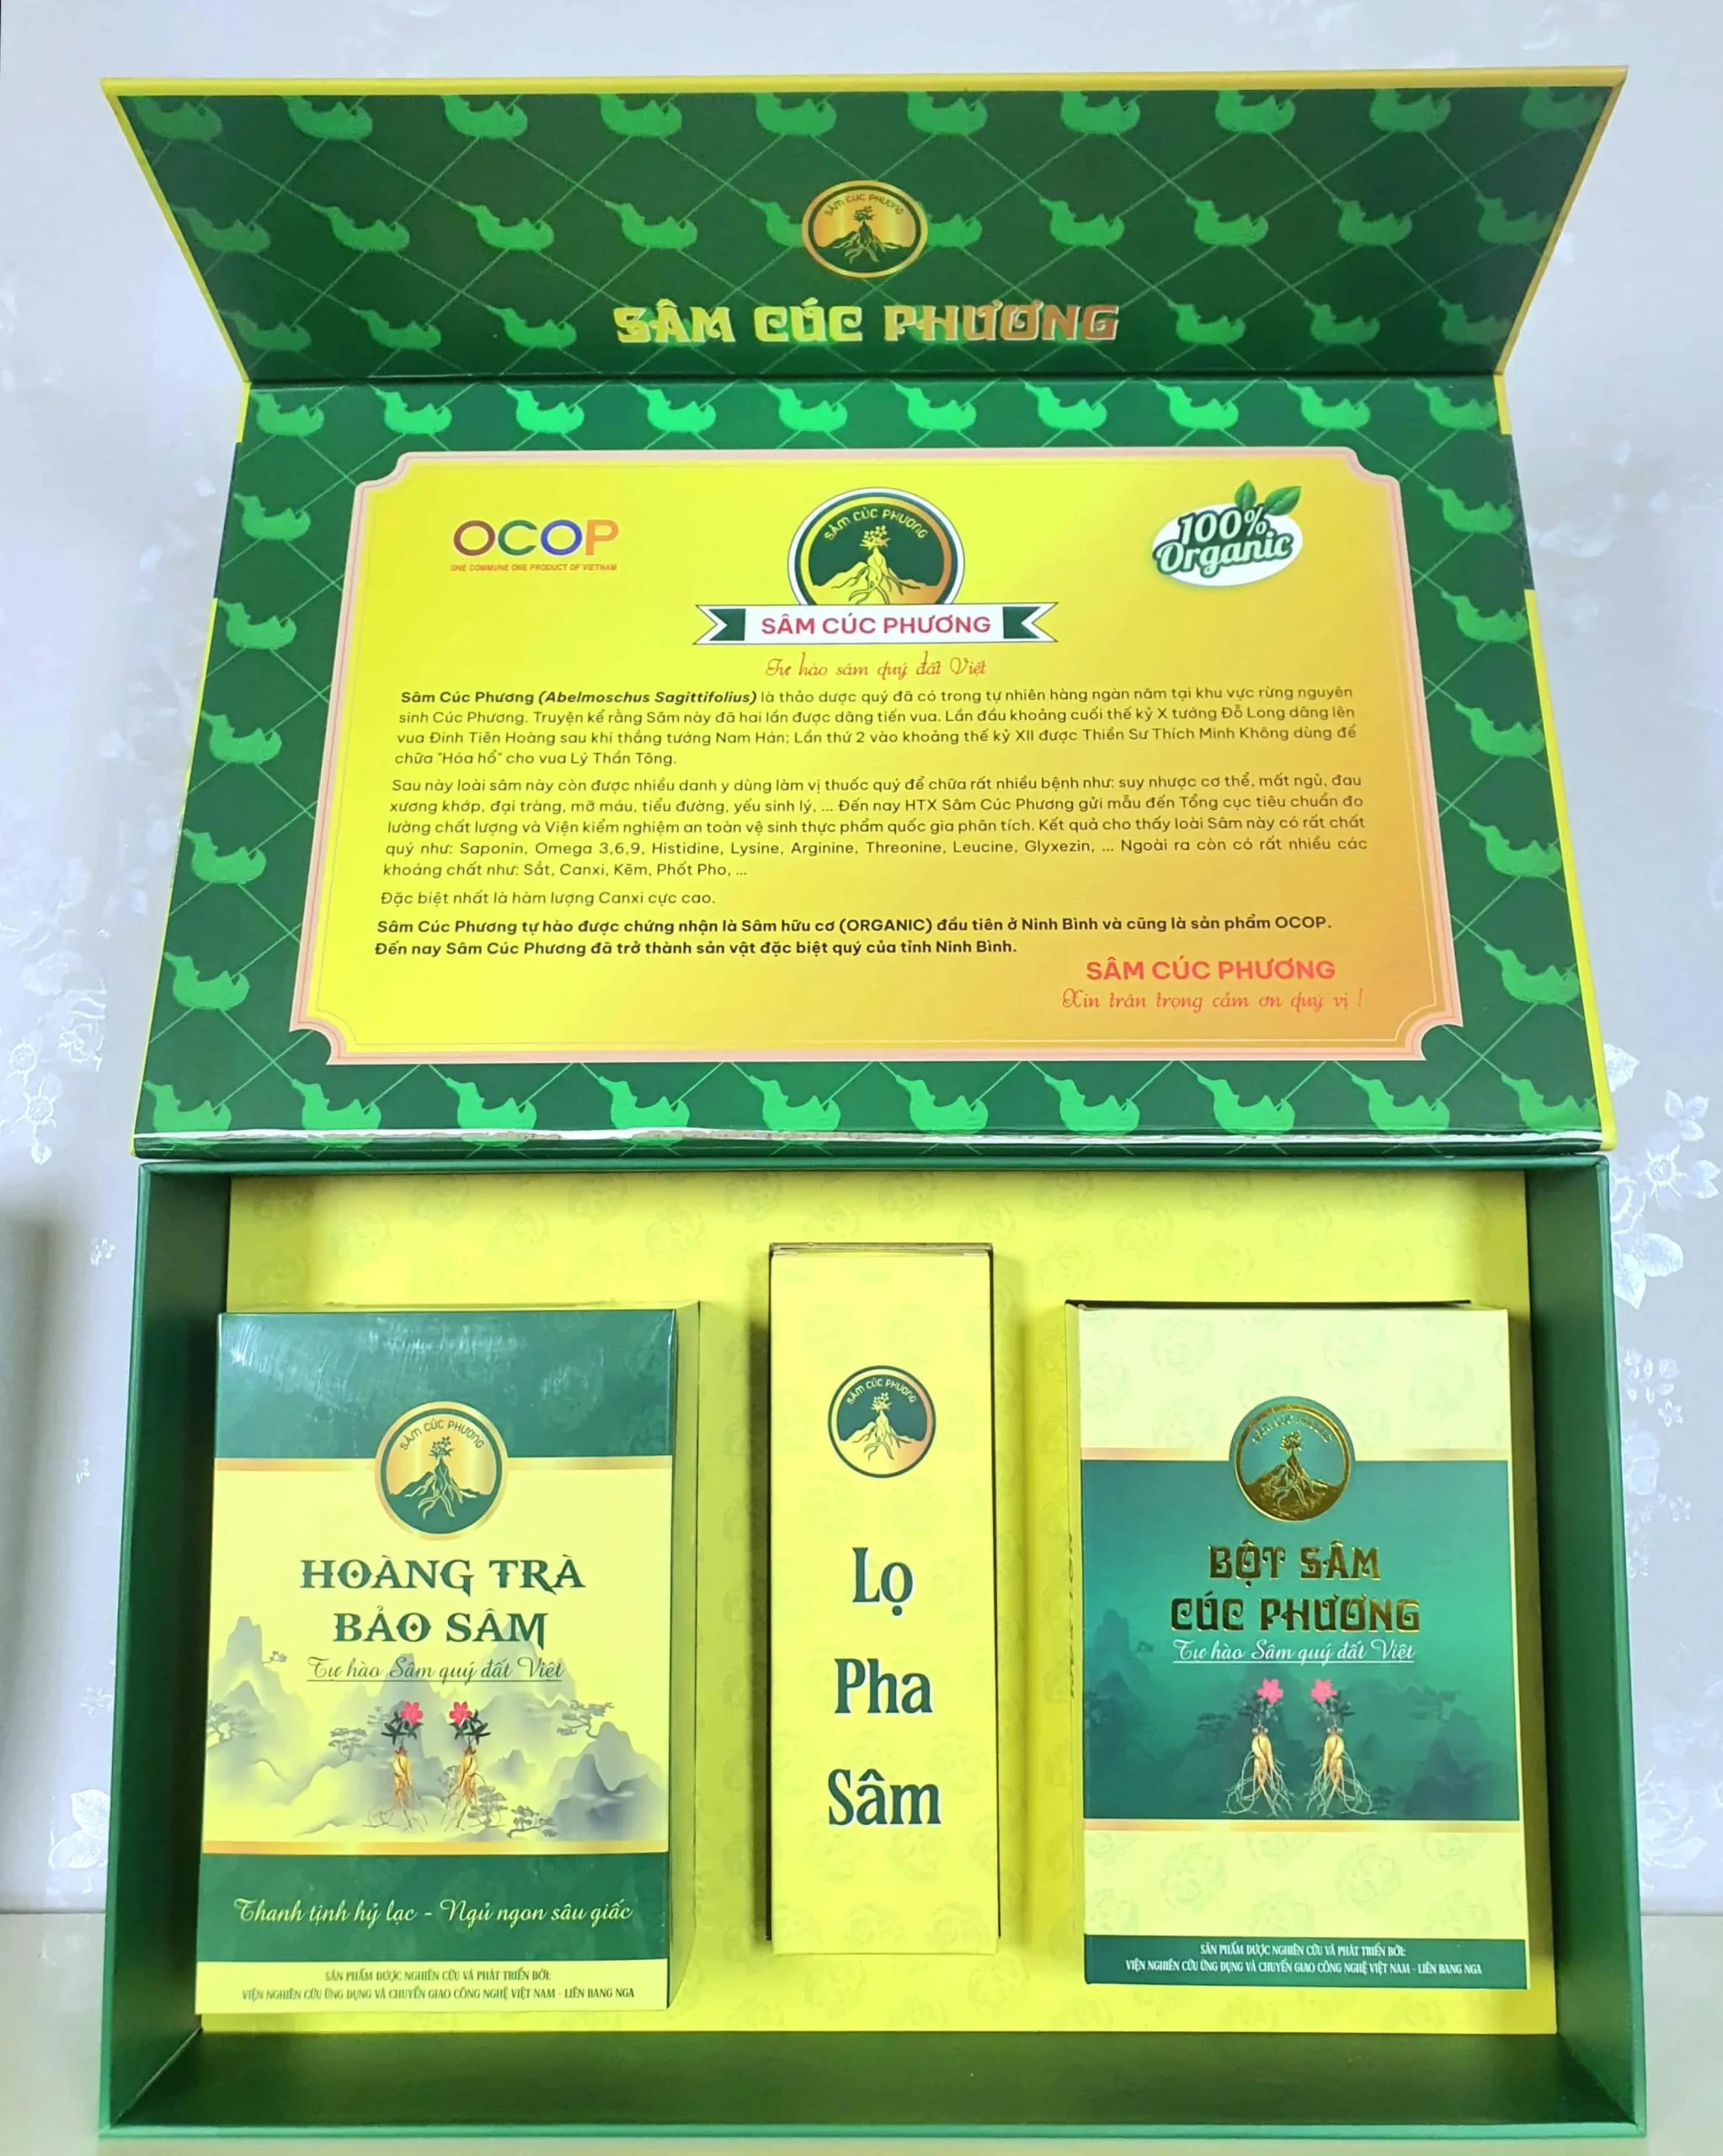 SÂM CÚC PHƯƠNG
SÂM CÚC PHƯƠNG
OCOP
ONE COMMUNE ONE PRODUCT OF VIETNAM
SÂM CÚC PHƯƠNG
SÂM CÚC PHƯƠNG
100%
Organic
Tự hào sâm quý đất Việt
Sâm Cúc Phương (Abelmoschus Sagittifolius) là thảo dược quý đã có trong tự nhiên hàng ngàn năm tại khu vực rừng nguyên
sinh Cúc Phương. Truyện kể rằng Sâm này đã hai lần được dâng tiến vua. Lần đầu khoảng cuối thế kỷ X tướng Đỗ Long dâng lên
vua Đinh Tiên Hoàng sau khi thắng tướng Nam Hán; Lần thứ 2 vào khoảng thế kỷ XII được Thiền Sư Thích Minh Không dùng để
chữa "Hóa hổ" cho vua Lý Thần Tông.
Sau này loài sâm này còn được nhiều danh y dùng làm vị thuốc quý để chữa rất nhiều bệnh như: suy nhược cơ thể, mất ngủ, đau
xương khớp, đại tràng, mỡ máu, tiểu đường, yếu sinh lý, ... Đến nay HTX Sâm Cúc Phương gửi mẫu đến Tổng cục tiêu chuẩn đo
lường chất lượng và Viện kiểm nghiệm an toàn vệ sinh thực phẩm quốc gia phân tích. Kết quả cho thấy loài Sâm này có rất chất
quý như: Saponin, Omega 3,6,9, Histidine, Lysine, Arginine, Threonine, Leucine, Glyxezin, ... Ngoài ra còn có rất nhiều các
khoáng chất như: Sắt, Canxi, Kẽm, Phốt Pho, ...
Đặc biệt nhất là hàm lượng Canxi cực cao.
Sâm Cúc Phương tự hào được chứng nhận là Sâm hữu cơ (ORGANIC) đầu tiên ở Ninh Bình và cũng là sản phẩm OCOP.
Đến nay Sâm Cúc Phương đã trở thành sản vật đặc biệt quý của tỉnh Ninh Bình.
SÂM CÚC PHƯƠNG
Xin trân trọng cảm ơn quý vị !
SÂM CÚC PHƯƠNG
HOÀNG TRÀ
BẢO SÂM
Tự hào Sâm quý đất Việt
Thanh tịnh hỷ lạc - Ngủ ngon sâu giấc
SẢN PHẨM ĐƯỢC NGHIÊN CỨU VÀ PHÁT TRIỂN BỞI:
VIỆN NGHIÊN CỨU ỨNG DỤNG VÀ CHUYỂN GIAO CÔNG NGHỆ VIỆT NAM - LIÊN BANG NGA
SÂM CÚC PHƯƠNG
Lọ
Pha
Sâm
SÂM CÚC PHƯƠNG
BỘT SÂM
CÚC PHƯƠNG
Tự hào Sâm quý đất Việt
SẢN PHẨM ĐƯỢC NGHIÊN CỨU VÀ PHÁT TRIỂN BỞI:
VIỆN NGHIÊN CỨU ỨNG DỤNG VÀ CHUYỂN GIAO CÔNG NGHỆ VIỆT NAM - LIÊN BANG NGA